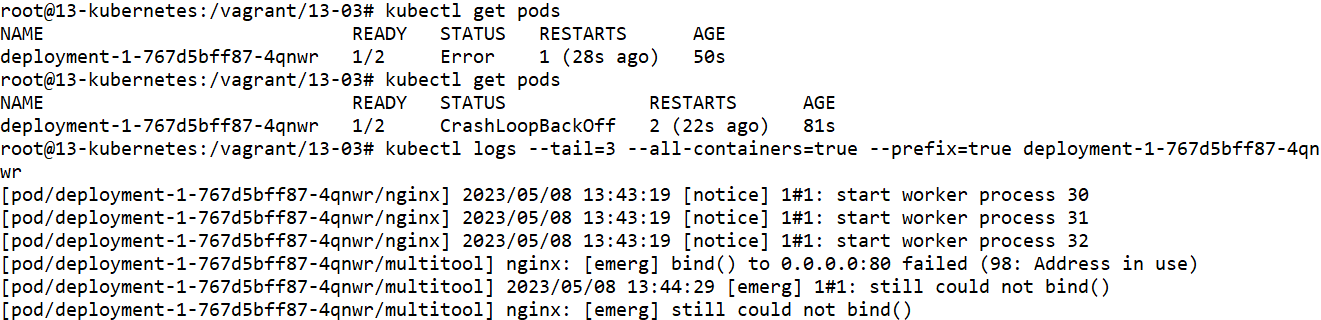 root@13-kubernetes:/vagrant/13-03# kubectl get pods
NAME                           READY   STATUS   RESTARTS      AGE
deployment-1-767d5bff87-4qnwr   1/2     Error    1 (28s ago)   50s
root@13-kubernetes:/vagrant/13-03# kubectl get pods
NAME                           READY   STATUS             RESTARTS      AGE
deployment-1-767d5bff87-4qnwr   1/2     CrashLoopBackOff   2 (22s ago)   81s
root@13-kubernetes:/vagrant/13-03# kubectl logs --tail=3 --all-containers=true --prefix=true deployment-1-767d5bff87-4qn
wr
[pod/deployment-1-767d5bff87-4qnwr/nginx] 2023/05/08 13:43:19 [notice] 1#1: start worker process 30
[pod/deployment-1-767d5bff87-4qnwr/nginx] 2023/05/08 13:43:19 [notice] 1#1: start worker process 31
[pod/deployment-1-767d5bff87-4qnwr/nginx] 2023/05/08 13:43:19 [notice] 1#1: start worker process 32
[pod/deployment-1-767d5bff87-4qnwr/multitool] nginx: [emerg] bind() to 0.0.0.0:80 failed (98: Address in use)
[pod/deployment-1-767d5bff87-4qnwr/multitool] 2023/05/08 13:44:29 [emerg] 1#1: still could not bind()
[pod/deployment-1-767d5bff87-4qnwr/multitool] nginx: [emerg] still could not bind()